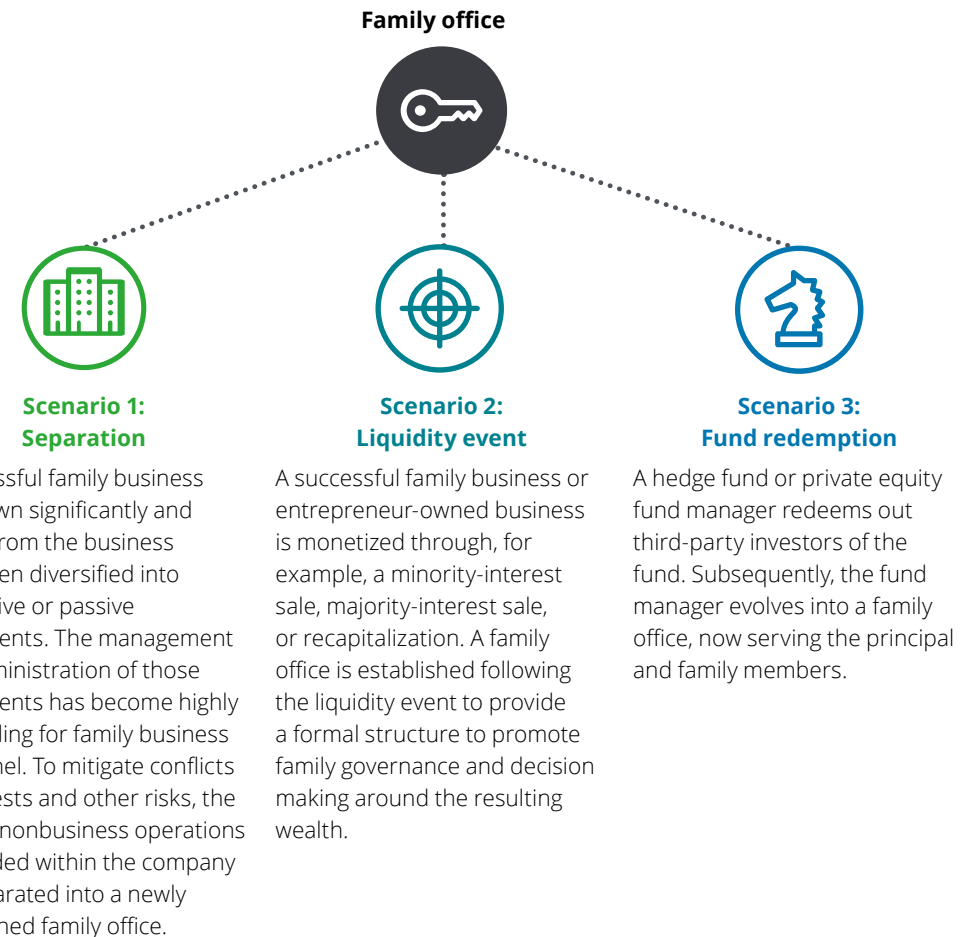 Family office
Scenario 1:
Separation
ssful family business
wn significantly and
rom the business
en diversified into
ive or passive
ents. The management
ministration of those
ents has become highly
ling for family business
nel. To mitigate conflicts
ests and other risks, the
nonbusiness operations
ded within the company
arated into a newly
ned family office.
Scenario 2:
Liquidity event
A successful family business or
entrepreneur-owned business
is monetized through, for
example, a minority-interest
sale, majority-interest sale,
or recapitalization. A family
office is established following
the liquidity event to provide
a formal structure to promote
family governance and decision
making around the resulting
wealth.
Scenario 3:
Fund redemption
A hedge fund or private equity
fund manager redeems out
third-party investors of the
fund. Subsequently, the fund
manager evolves into a family
office, now serving the principal
and family members.